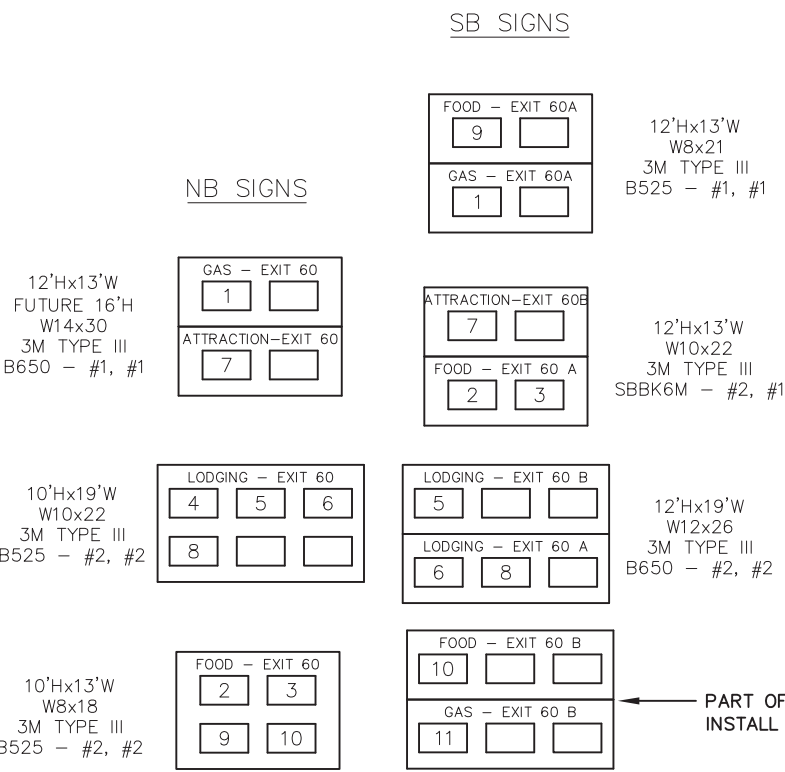 SB SIGNS
FOOD – EXIT 60A
9
GAS – EXIT 60A
1
12'Hx13'W
W8x21
3M TYPE III
B525 – #1, #1
NB SIGNS
12'Hx13'W
FUTURE 16'H
W14x30
3M TYPE III
B650 – #1, #1
GAS – EXIT 60
1
ATTRACTION–EXIT 60
7
ATTRACTION–EXIT 60B
7
FOOD – EXIT 60 A
2 3
12'Hx13'W
W10x22
3M TYPE III
SBBK6M – #2, #1
10'Hx19'W
W10x22
3M TYPE III
B525 – #2, #2
LODGING – EXIT 60
4 5 6
8
LODGING – EXIT 60 B
5
LODGING – EXIT 60 A
6 8
12'Hx19'W
W12x26
3M TYPE III
B650 – #2, #2
10'Hx13'W
W8x18
3M TYPE III
B525 – #2, #2
FOOD – EXIT 60
2 3
9 10
FOOD – EXIT 60 B
10
GAS – EXIT 60 B
11
PART OF
INSTALL